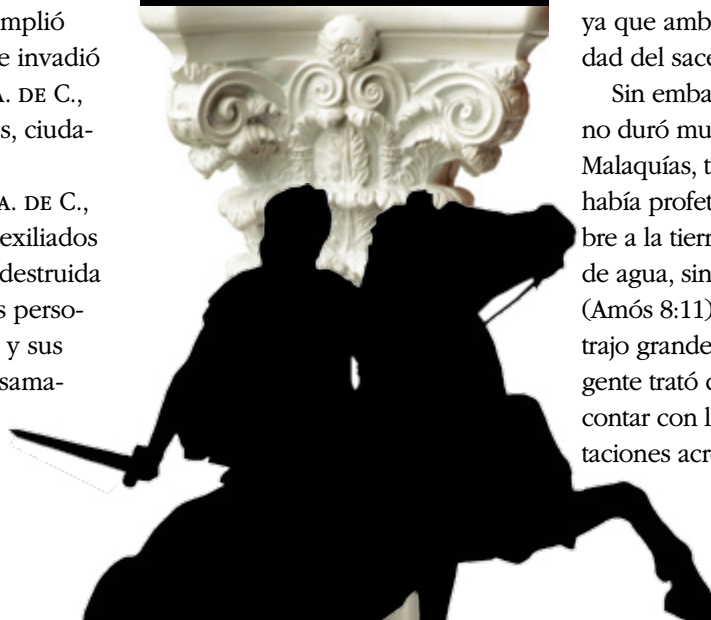 mplió
e invadió
A. DE C.,
s, ciuda-
A. DE C.,
exiliados
destruida
s perso-
y sus
sama-
ya que amb
dad del sace
Sin emba
no duró mu
Malaquías, t
había profet
bre a la tierr
de agua, sin
(Amós 8:11)
trajo grande
gente trató d
contar con l
taciones acr